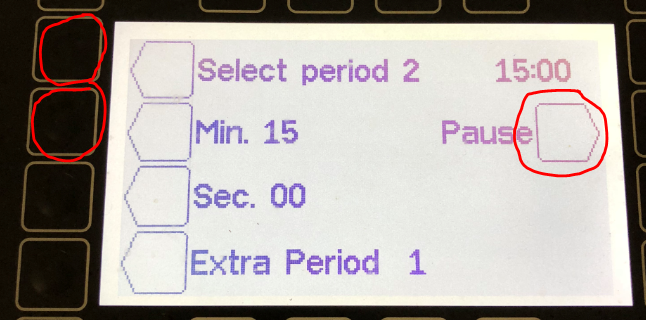 Select period 2 15:00
Min. 15 Pause
Sec. 00
Extra Period 1